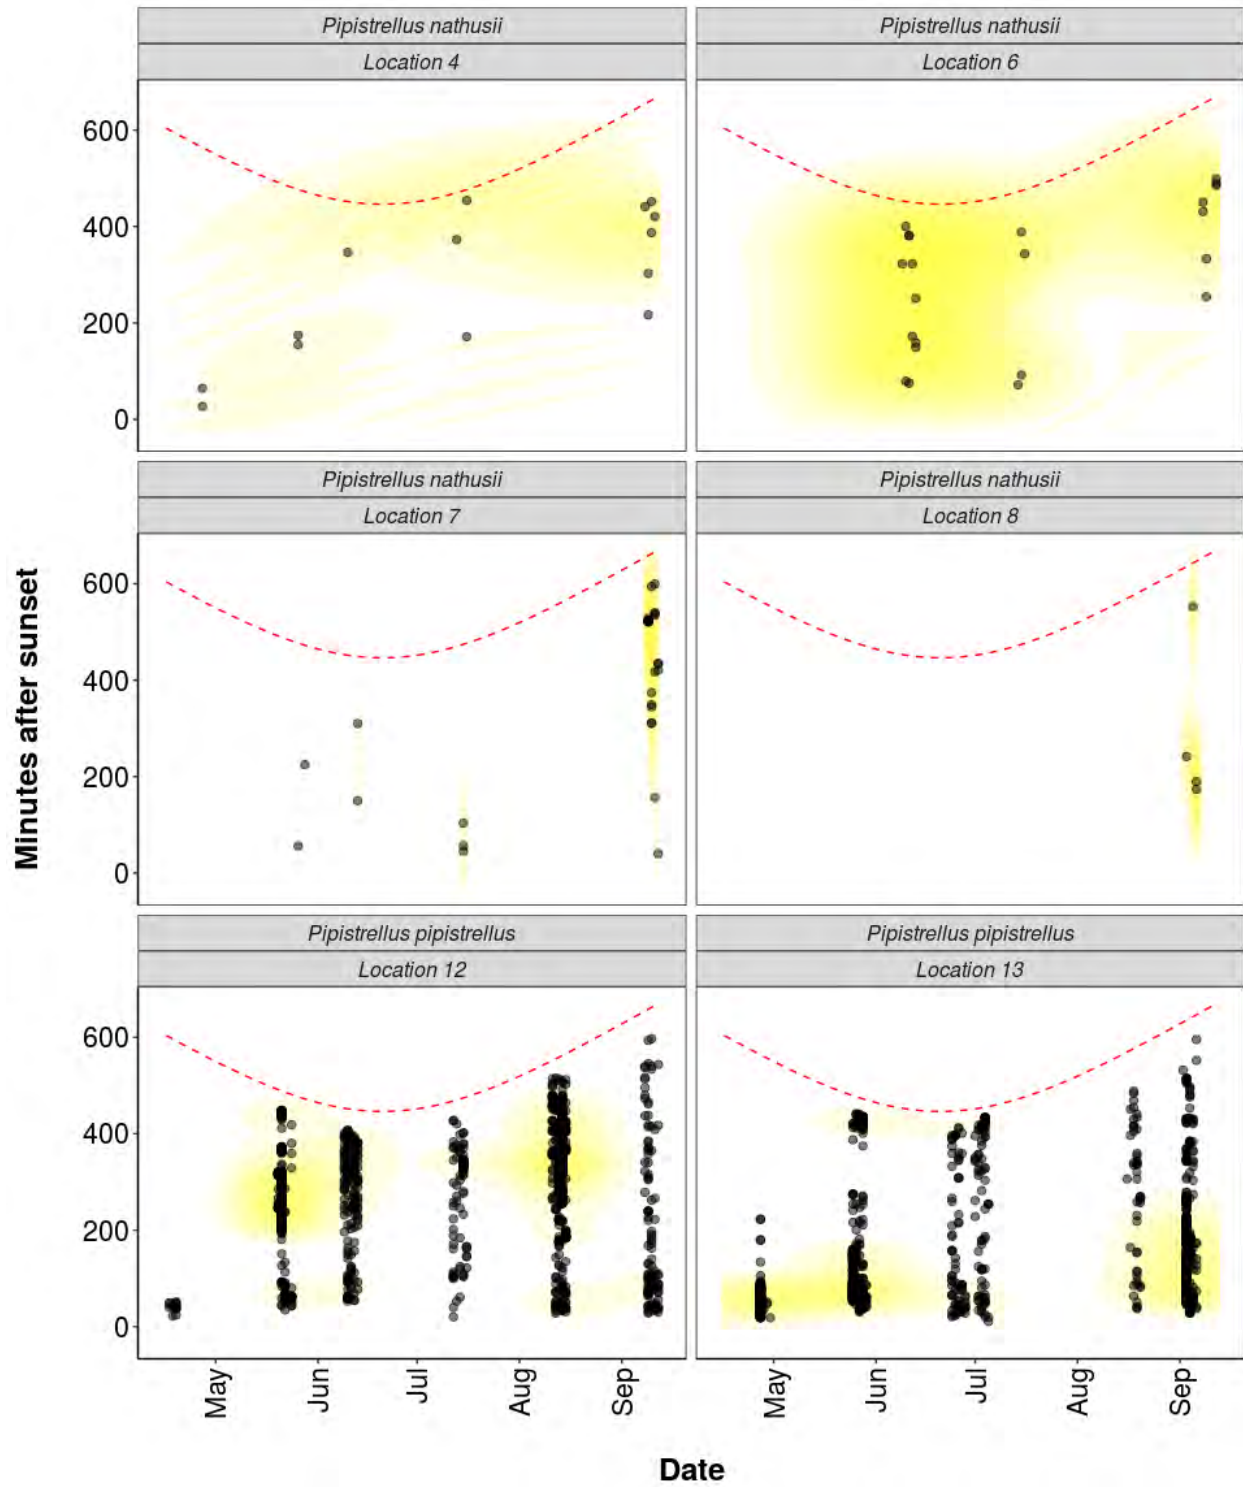 Pipistrellus nathusii
Pipistrellus nathusii
Location 4
Location 6
600
400
200
0
Pipistrellus nathusii
Pipistrellus nathusii
Location 7
Location 8
600
400
200
0
Minutes after sunset
Pipistrellus pipistrellus
Pipistrellus pipistrellus
Location 12
Location 13
600
400
200
0
May
Jun
Jul
Aug
Sep
May
Jun
Jul
Aug
Sep
Date